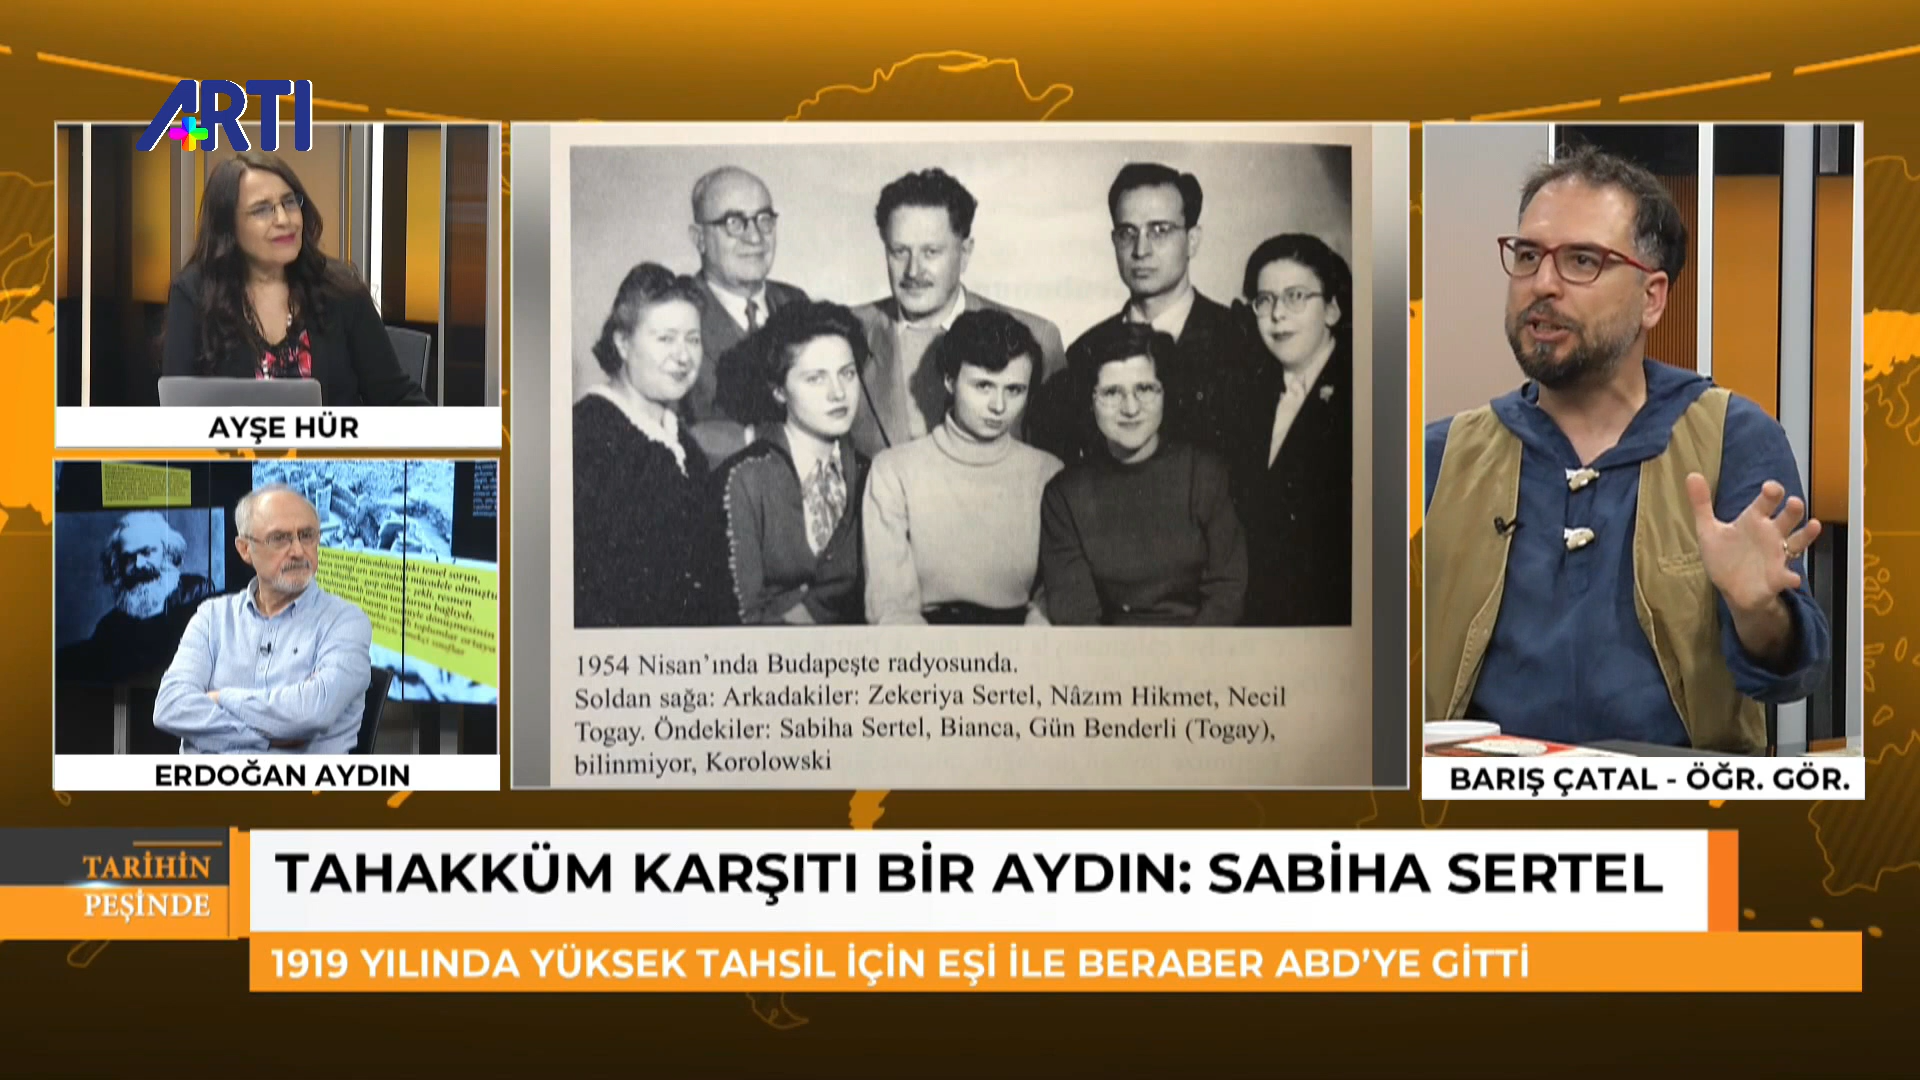 ARTI
AYŞE HÜR
ERDOĞAN AYDIN
1954 Nisan'ında Budapeşte radyosunda.
Soldan sağa: Arkadakiler: Zekeriya Sertel, Nâzım Hikmet, Necil
Togay. Öndekiler: Sabiha Sertel, Bianca, Gün Benderli (Togay),
bilinmiyor, Korolowski
BARIŞ ÇATAL - ÖĞR. GÖR.
TARİHİN
PEŞİNDE
TAHAKKÜM KARŞITI BİR AYDIN: SABİHA SERTEL
1919 YILINDA YÜKSEK TAHSİL İÇİN EŞİ İLE BERABER ABD'YE GİTTİ